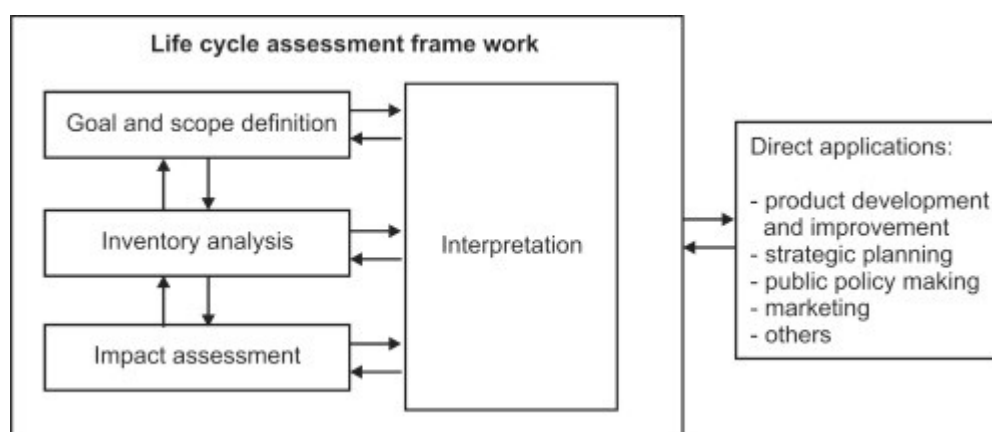 Life cycle assessment frame work
Goal and scope definition
Inventory analysis
Impact assessment
Interpretation
Direct applications:
- product development
and improvement
- strategic planning
- public policy making
- marketing
- others